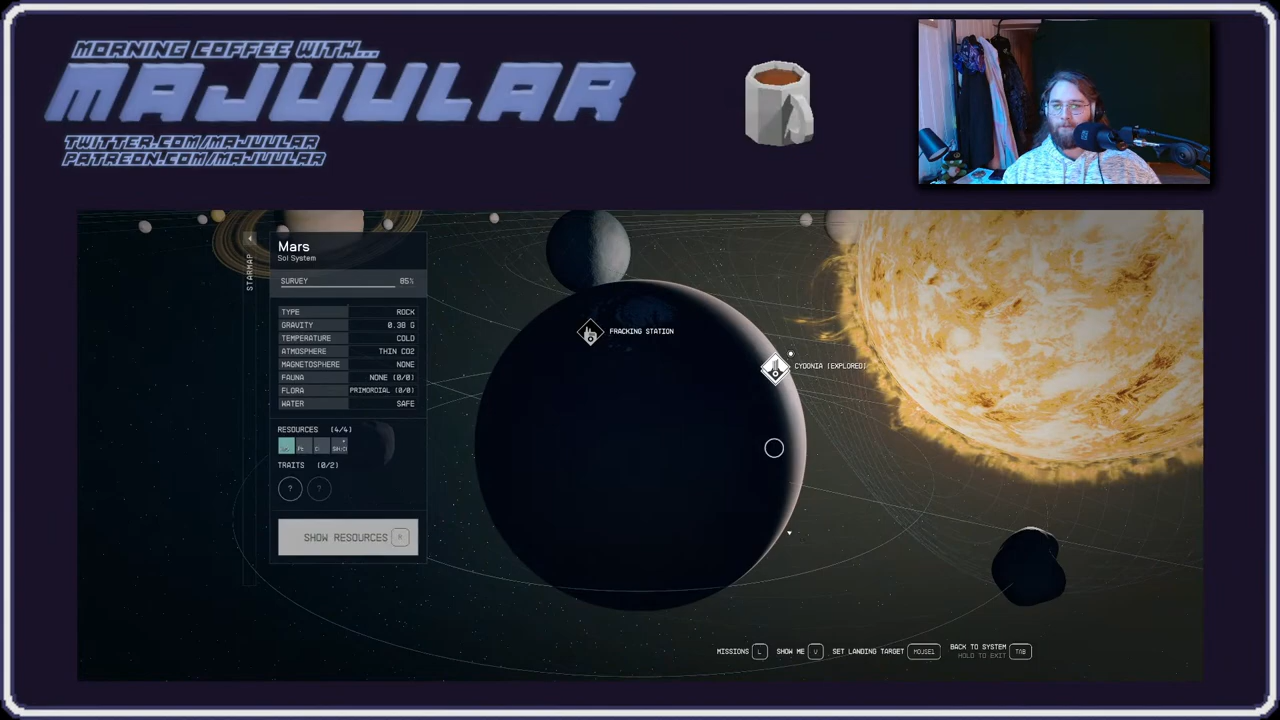 MORNING COFFEE WITH...
MAJUULAR
TWITTER.COM/MAJUULAR
PATREON.COM/MAJUULAR
STARMAP
Mars
Sol System
SURVEY 85%
TYPE ROCK
GRAVITY 0.38 G
TEMPERATURE COLD
ATMOSPHERE THIN CO2
MAGNETOSPHERE NONE
FAUNA NONE (0/0)
FLORA PRIMORDIAL (0/0)
WATER SAFE
RESOURCES (4/4)
TRAITS (0/2)
? ?
SHOW RESOURCES R
FRACKING STATION
CYDONIA [EXPLORED]
MISSIONS L SHOW ME V SET LANDING TARGET MOUSE1 BACK TO SYSTEM TAB
HOLD TO EXIT